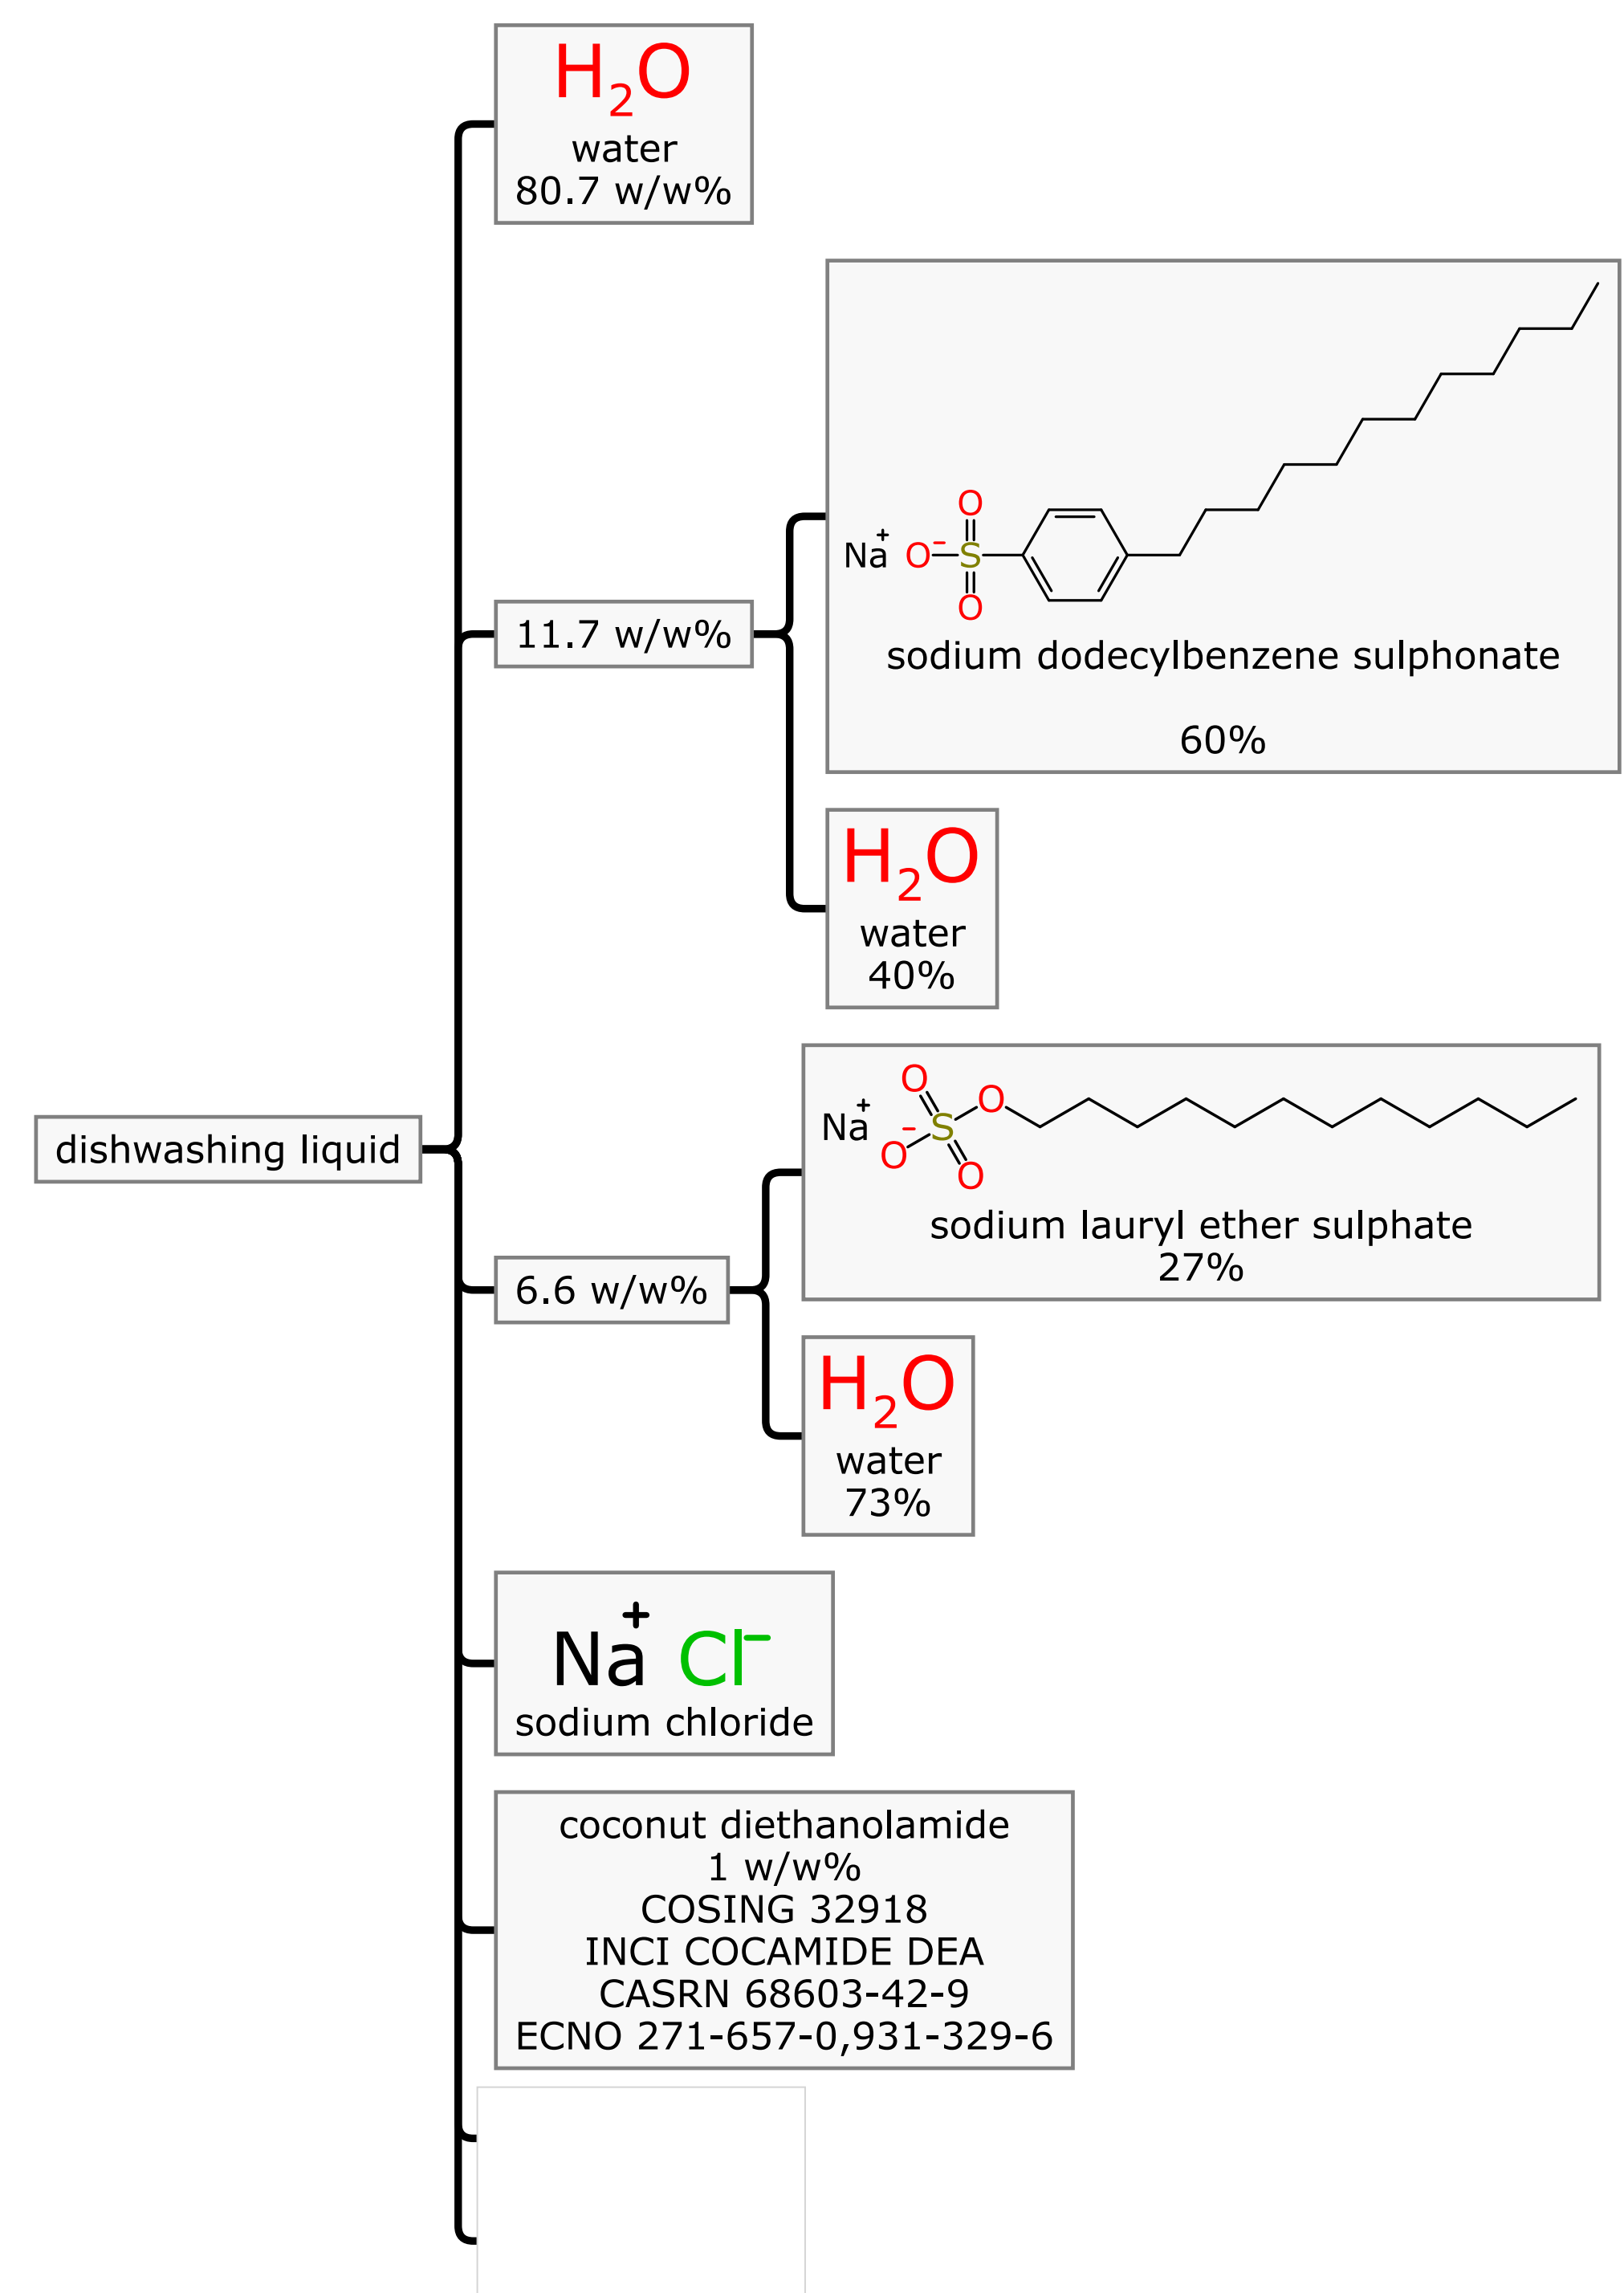 H₂O
water
80.7 w/w%
Na⁺ O⁻ S O O
sodium dodecylbenzene sulphonate
60%
11.7 w/w%
H₂O
water
40%
dishwashing liquid
Na⁺ O⁻ S O O O
sodium lauryl ether sulphate
27%
6.6 w/w%
H₂O
water
73%
Na⁺ Cl⁻
sodium chloride
coconut diethanolamide
1 w/w%
COSING 32918
INCI COCAMIDE DEA
CASRN 68603-42-9
ECNO 271-657-0,931-329-6